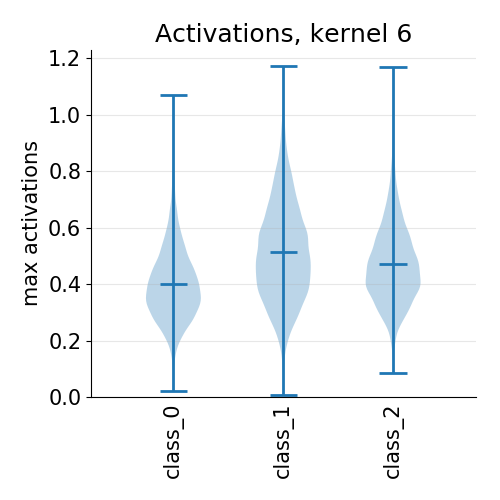 Activations, kernel 6
1.2
1.0
0.8
0.6
0.4
0.2
0.0
max activations
class_0
class_1
class_2